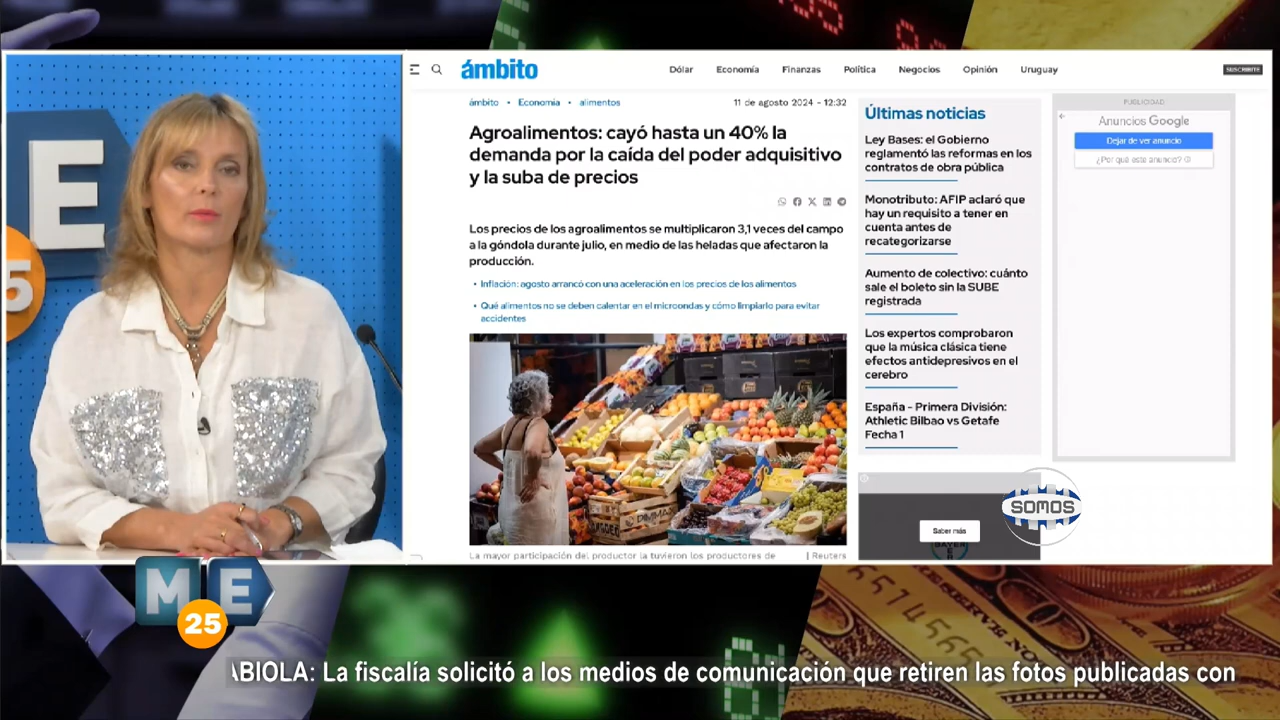 E
5
ámbito
Dólar Economía Finanzas Política Negocios Opinión Uruguay
SUSCRIBITE
ámbito • Economía • alimentos
11 de agosto 2024 - 12:32
Agroalimentos: cayó hasta un 40% la
demanda por la caída del poder adquisitivo
y la suba de precios
Los precios de los agroalimentos se multiplicaron 3,1 veces del campo
a la góndola durante julio, en medio de las heladas que afectaron la
producción.
• Inflación: agosto arrancó con una aceleración en los precios de los alimentos
• Qué alimentos no se deben calentar en el microondas y cómo limpiarlo para evitar
accidentes
La mayor participación del productor la tuvieron los productores de
| Reuters
Últimas noticias
Ley Bases: el Gobierno
reglamentó las reformas en los
contratos de obra pública
Monotributo: AFIP aclaró que
hay un requisito a tener en
cuenta antes de
recategorizarse
Aumento de colectivo: cuánto
sale el boleto sin la SUBE
registrada
Los expertos comprobaron
que la música clásica tiene
efectos antidepresivos en el
cerebro
España - Primera División:
Athletic Bilbao vs Getafe
Fecha 1
PUBLICIDAD
Anuncios Google
Dejar de ver anuncio
¿Por qué este anuncio?
Saber más
BAYER
SOMOS
ME
25
ABIOLA: La fiscalía solicitó a los medios de comunicación que retiren las fotos publicadas con